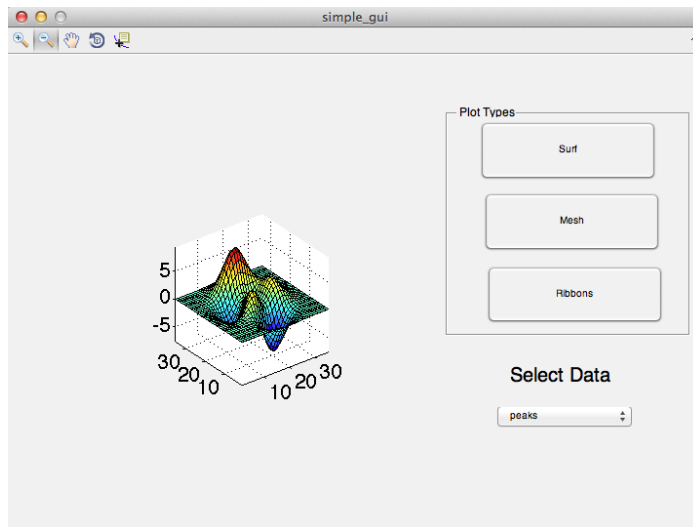 simple_gui
Plot Types
Surf
Mesh
Ribbons
5
0
-5
30
20
10
10
20
30
Select Data
peaks